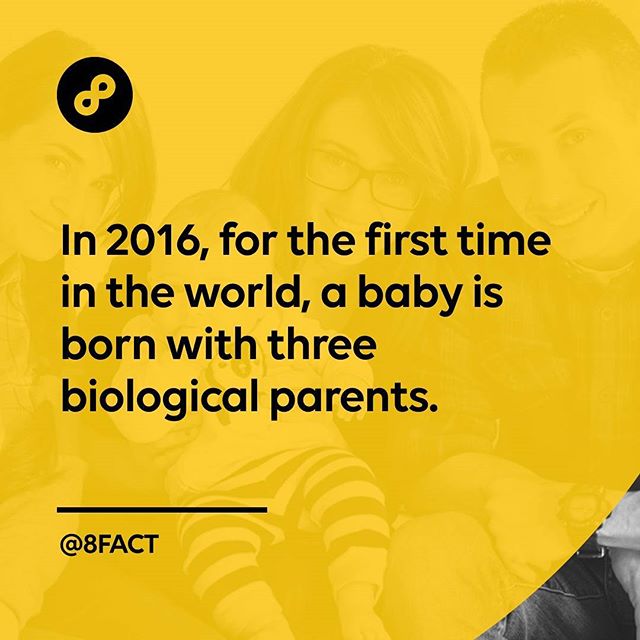 In 2016, for the first time
in the world, a baby is
born with three
biological parents.
@8FACT